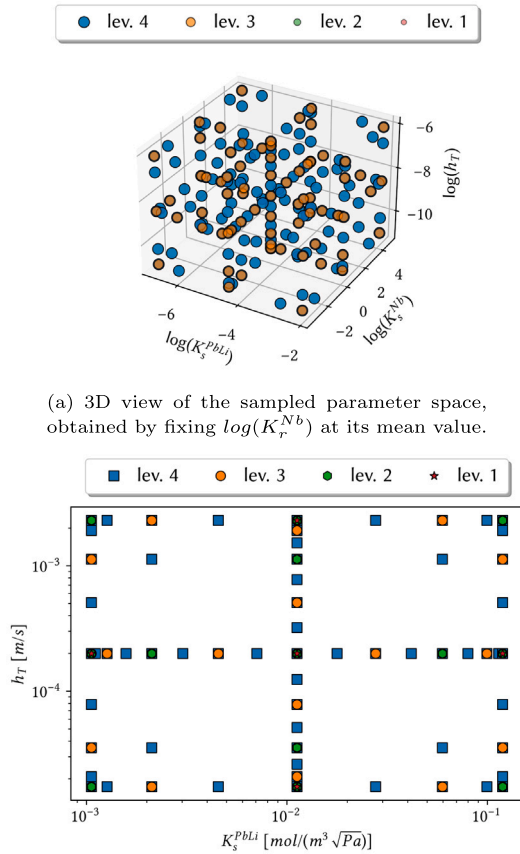 lev. 4 lev. 3 lev. 2 lev. 1
−6
−8
−10
log(h_T)
4
2
0
−2
log(K_s^{Nb})
−6
−4
−2
log(K_s^{PbLi})
(a) 3D view of the sampled parameter space,
obtained by fixing log(K_r^{Nb}) at its mean value.
lev. 4 lev. 3 lev. 2 lev. 1
10^{−3}
10^{−4}
h_T [m/s]
10^{−3} 10^{−2} 10^{−1}
K_s^{PbLi} [mol/(m^3 √Pa)]